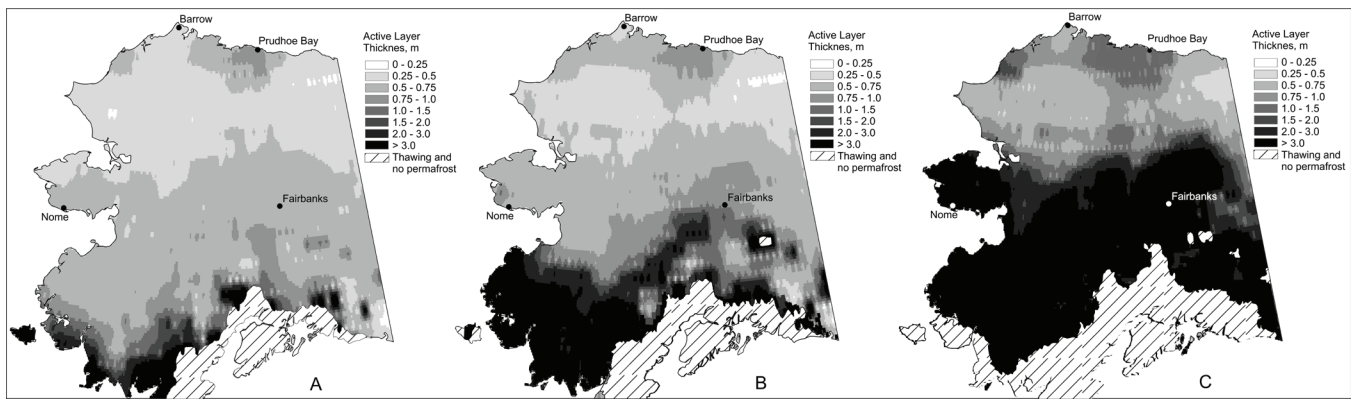 Barrow
Prudhoe Bay
Active Layer
Thicknes, m
0 - 0.25
0.25 - 0.5
0.5 - 0.75
0.75 - 1.0
1.0 - 1.5
1.5 - 2.0
2.0 - 3.0
> 3.0
Thawing and
no permafrost
Fairbanks
Nome
A
Barrow
Prudhoe Bay
Active Layer
Thicknes, m
0 - 0.25
0.25 - 0.5
0.5 - 0.75
0.75 - 1.0
1.0 - 1.5
1.5 - 2.0
2.0 - 3.0
> 3.0
Thawing and
no permafrost
Fairbanks
Nome
B
Barrow
Prudhoe Bay
Active Layer
Thicknes, m
0 - 0.25
0.25 - 0.5
0.5 - 0.75
0.75 - 1.0
1.0 - 1.5
1.5 - 2.0
2.0 - 3.0
> 3.0
Thawing and
no permafrost
Fairbanks
Nome
C